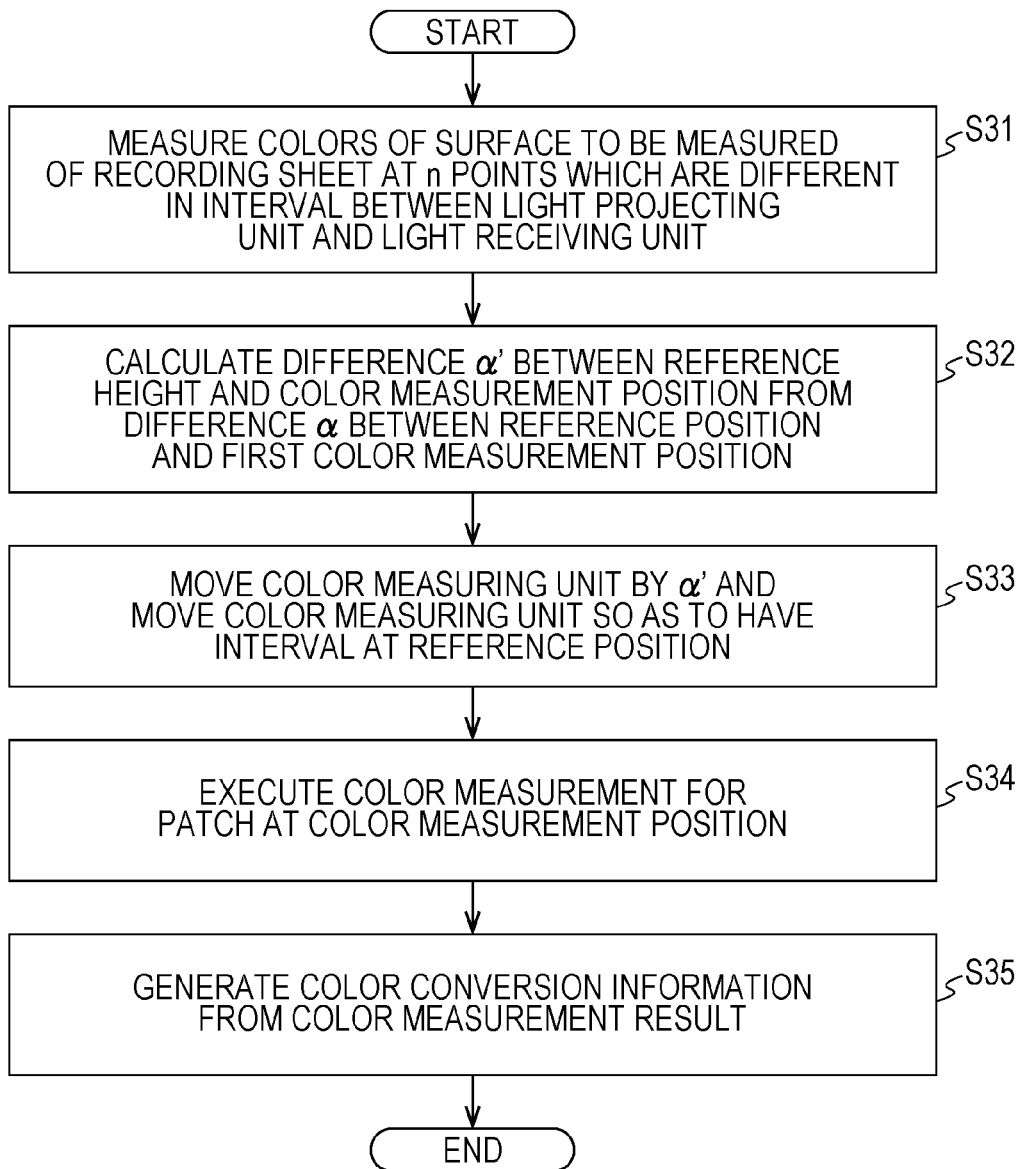 START
MEASURE COLORS OF SURFACE TO BE MEASURED
OF RECORDING SHEET AT n POINTS WHICH ARE DIFFERENT
IN INTERVAL BETWEEN LIGHT PROJECTING
UNIT AND LIGHT RECEIVING UNIT
S31
CALCULATE DIFFERENCE α' BETWEEN REFERENCE
HEIGHT AND COLOR MEASUREMENT POSITION FROM
DIFFERENCE α BETWEEN REFERENCE POSITION
AND FIRST COLOR MEASUREMENT POSITION
S32
MOVE COLOR MEASURING UNIT BY α' AND
MOVE COLOR MEASURING UNIT SO AS TO HAVE
INTERVAL AT REFERENCE POSITION
S33
EXECUTE COLOR MEASUREMENT FOR
PATCH AT COLOR MEASUREMENT POSITION
S34
GENERATE COLOR CONVERSION INFORMATION
FROM COLOR MEASUREMENT RESULT
S35
END